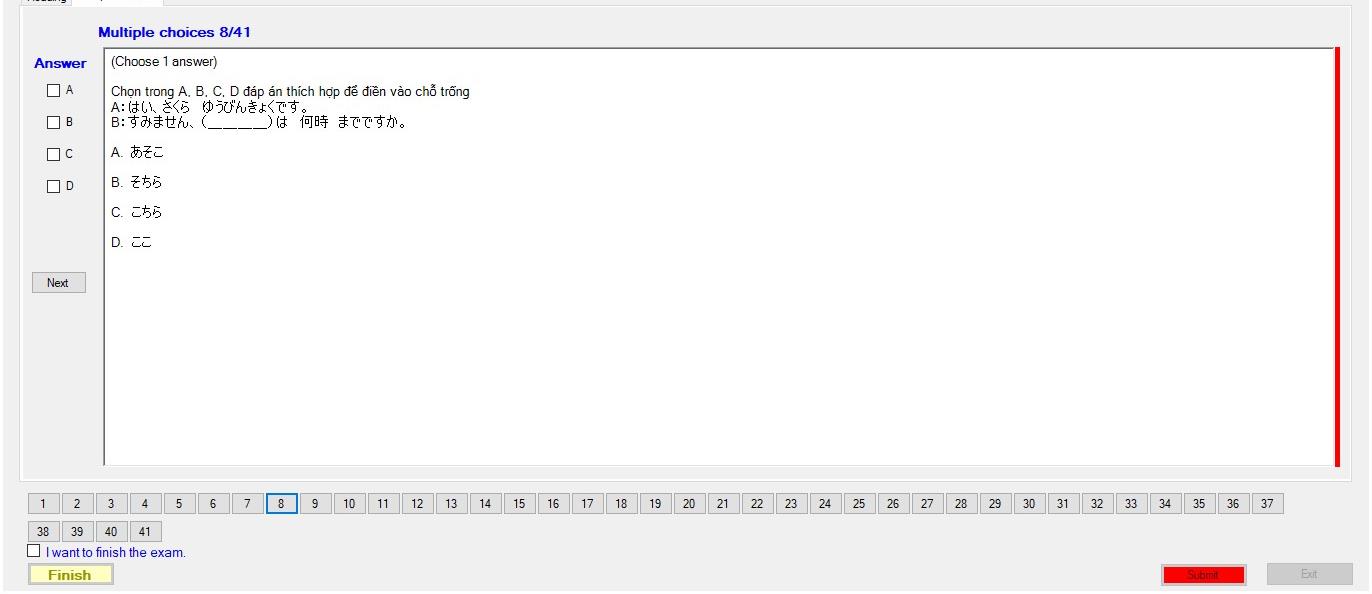 Multiple choices 8/41
Answer
(Choose 1 answer)
A
Chọn trong A, B, C, D đáp án thích hợp để điền vào chỗ trống
A:はい、さくら　ゆうびんきょくです。
B
B:すみません、(________)は　何時　までですか。
C
A. あそこ
D
B. そちら
C. こちら
D. ここ
Next
1 2 3 4 5 6 7 8 9 10 11 12 13 14 15 16 17 18 19 20 21 22 23 24 25 26 27 28 29 30 31 32 33 34 35 36 37
38 39 40 41
I want to finish the exam.
Finish
Submit
Exit